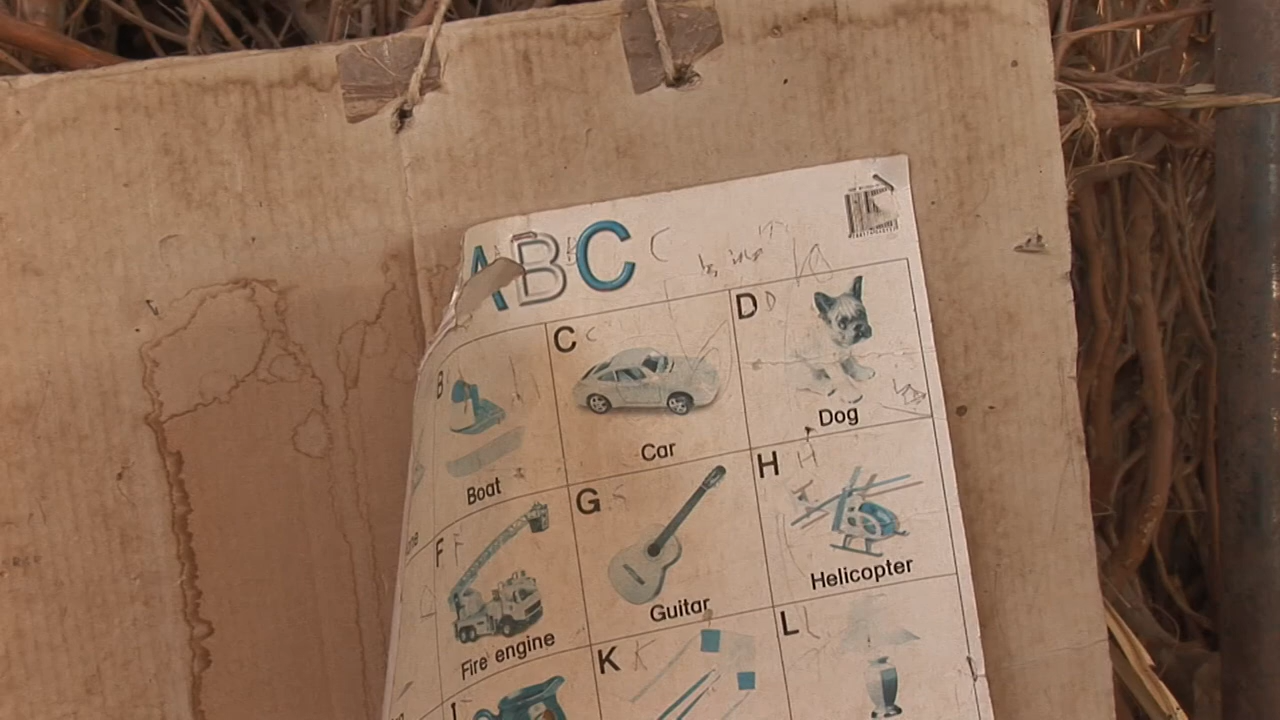 ABC C
B
C C
D D
Boat
Car
Dog
F F
G
H H
Fire engine
Guitar
Helicopter
K K
L L